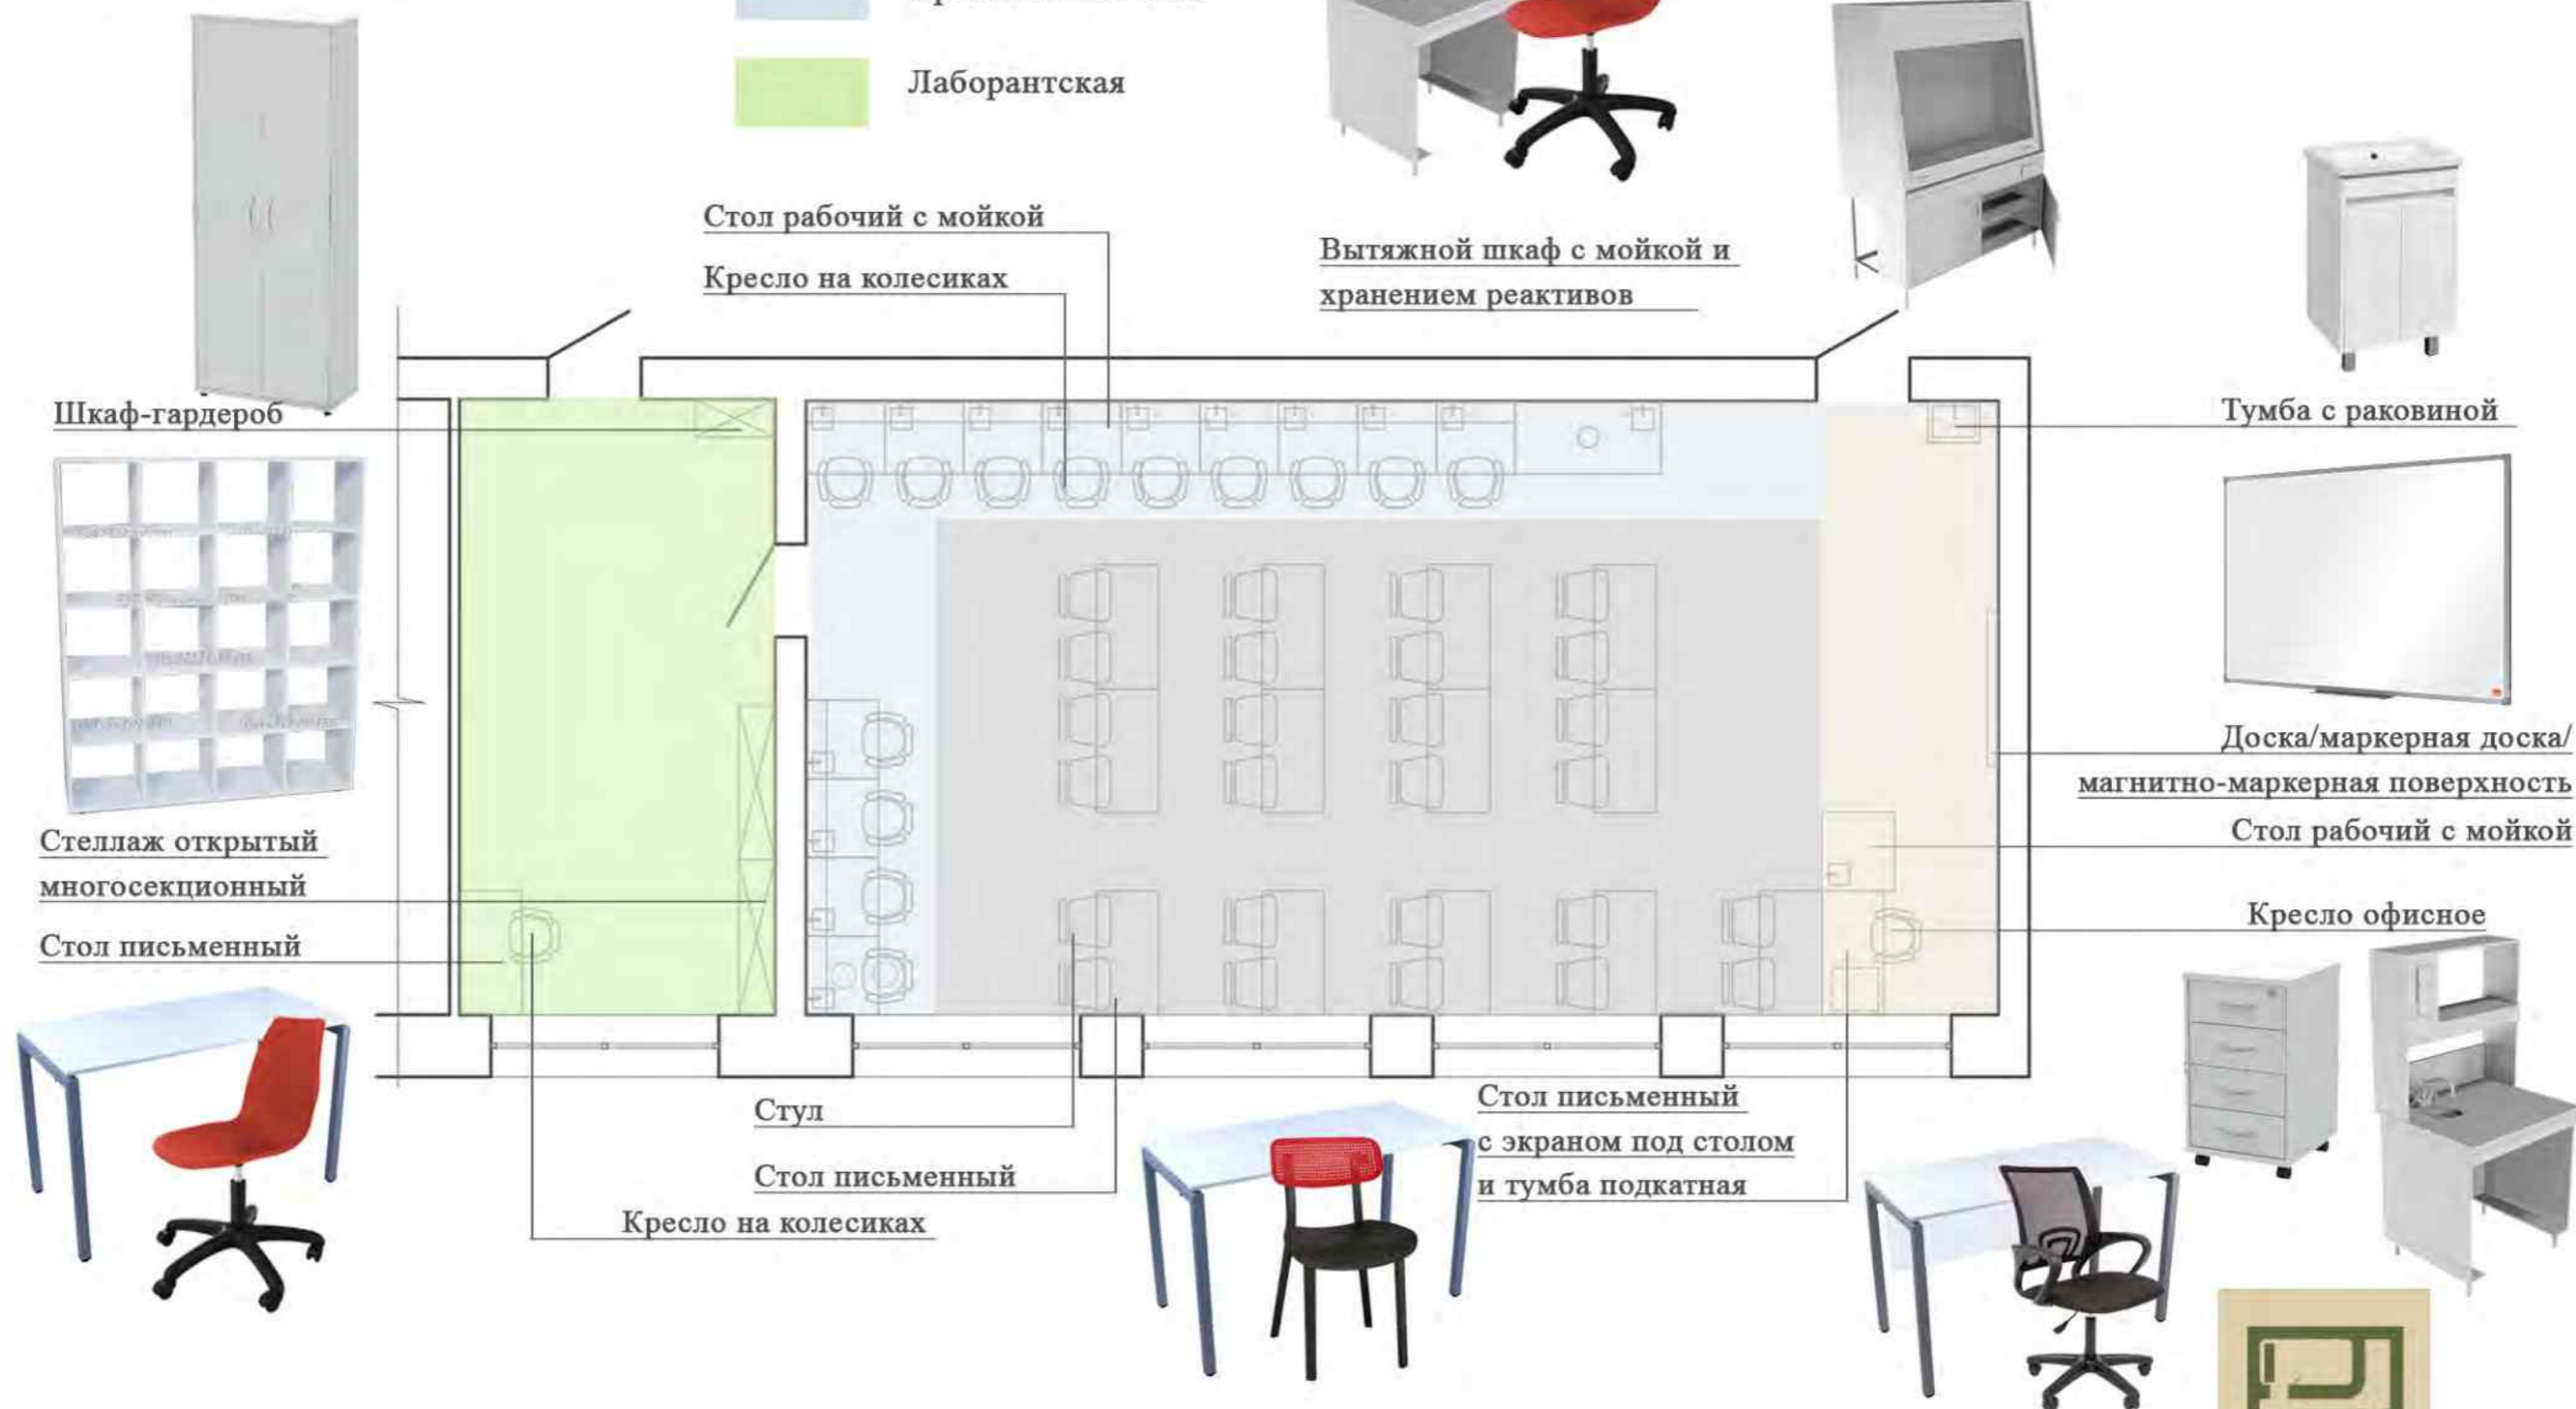 Лаборантская
Стол рабочий с мойкой
Кресло на колесиках
Вытяжной шкаф с мойкой и
хранением реактивов
Шкаф-гардероб
Тумба с раковиной
Доска/маркерная доска/
магнитно-маркерная поверхность
Стол рабочий с мойкой
Стеллаж открытый
многосекционный
Кресло офисное
Стол письменный
Стул
Стол письменный
Кресло на колесиках
Стол письменный
с экраном под столом
и тумба подкатная